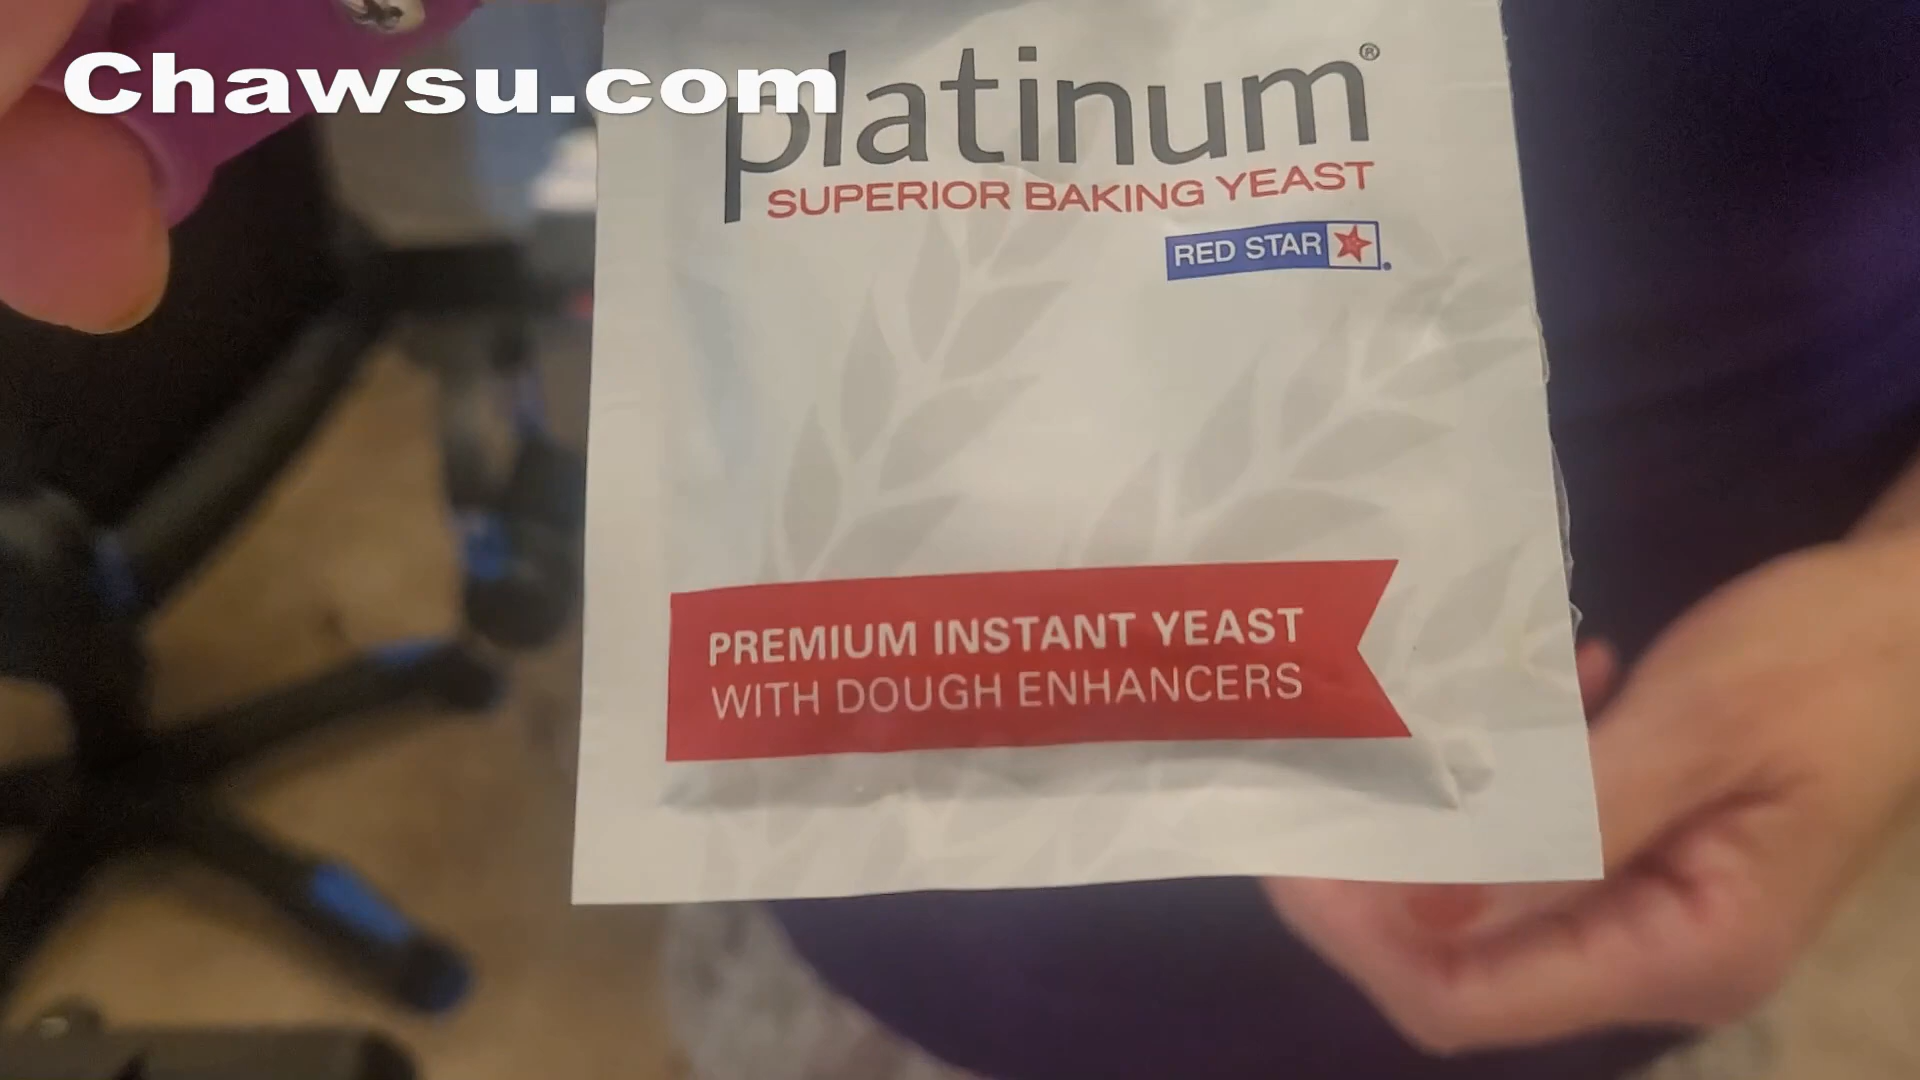 Chawsu.com
platinum®
SUPERIOR BAKING YEAST
RED STAR
PREMIUM INSTANT YEAST
WITH DOUGH ENHANCERS